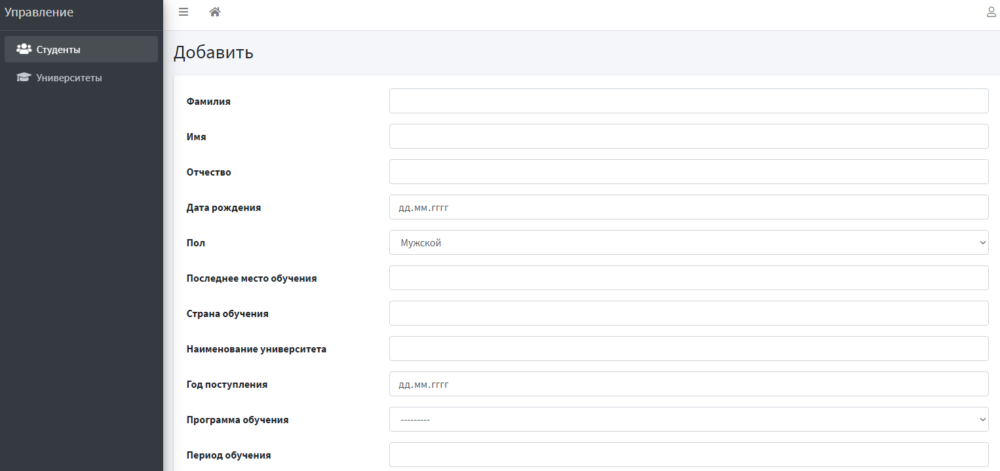 Управление
Студенты
Университеты
Добавить
Фамилия
Имя
Отчество
Дата рождения
дд.мм.гггг
Пол
Мужской
Последнее место обучения
Страна обучения
Наименование университета
Год поступления
дд.мм.гггг
Программа обучения
---------
Период обучения